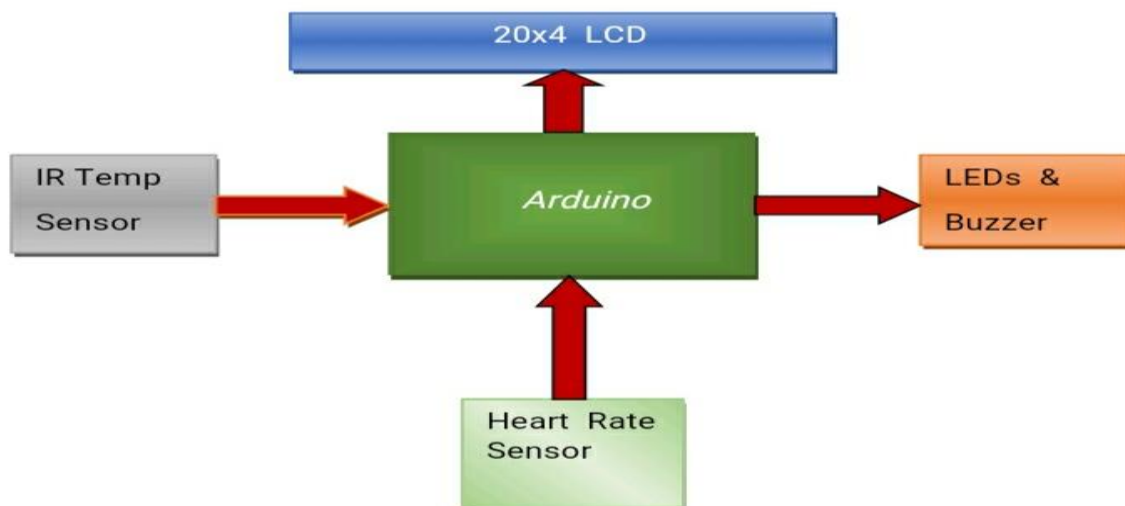 20x4 LCD
IR Temp
Sensor
Arduino
LEDs &
Buzzer
Heart Rate
Sensor